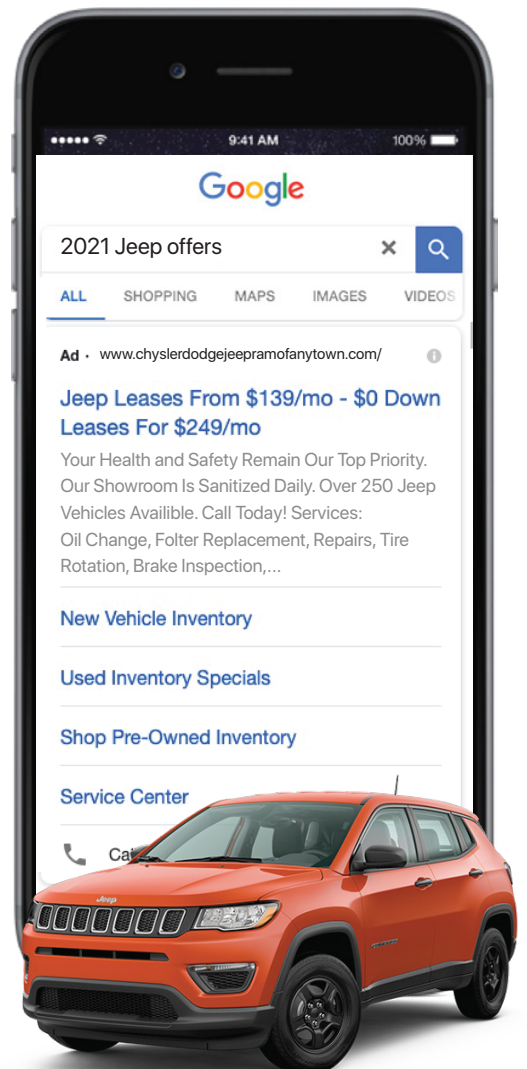 9:41 AM 100%
Google
2021 Jeep offers
ALL SHOPPING MAPS IMAGES VIDEOS
Ad · www.chyslerdodgejeepramofanytown.com/
Jeep Leases From $139/mo - $0 Down
Leases For $249/mo
Your Health and Safety Remain Our Top Priority.
Our Showroom Is Sanitized Daily. Over 250 Jeep
Vehicles Availible. Call Today! Services:
Oil Change, Folter Replacement, Repairs, Tire
Rotation, Brake Inspection,...
New Vehicle Inventory
Used Inventory Specials
Shop Pre-Owned Inventory
Service Center
Jeep